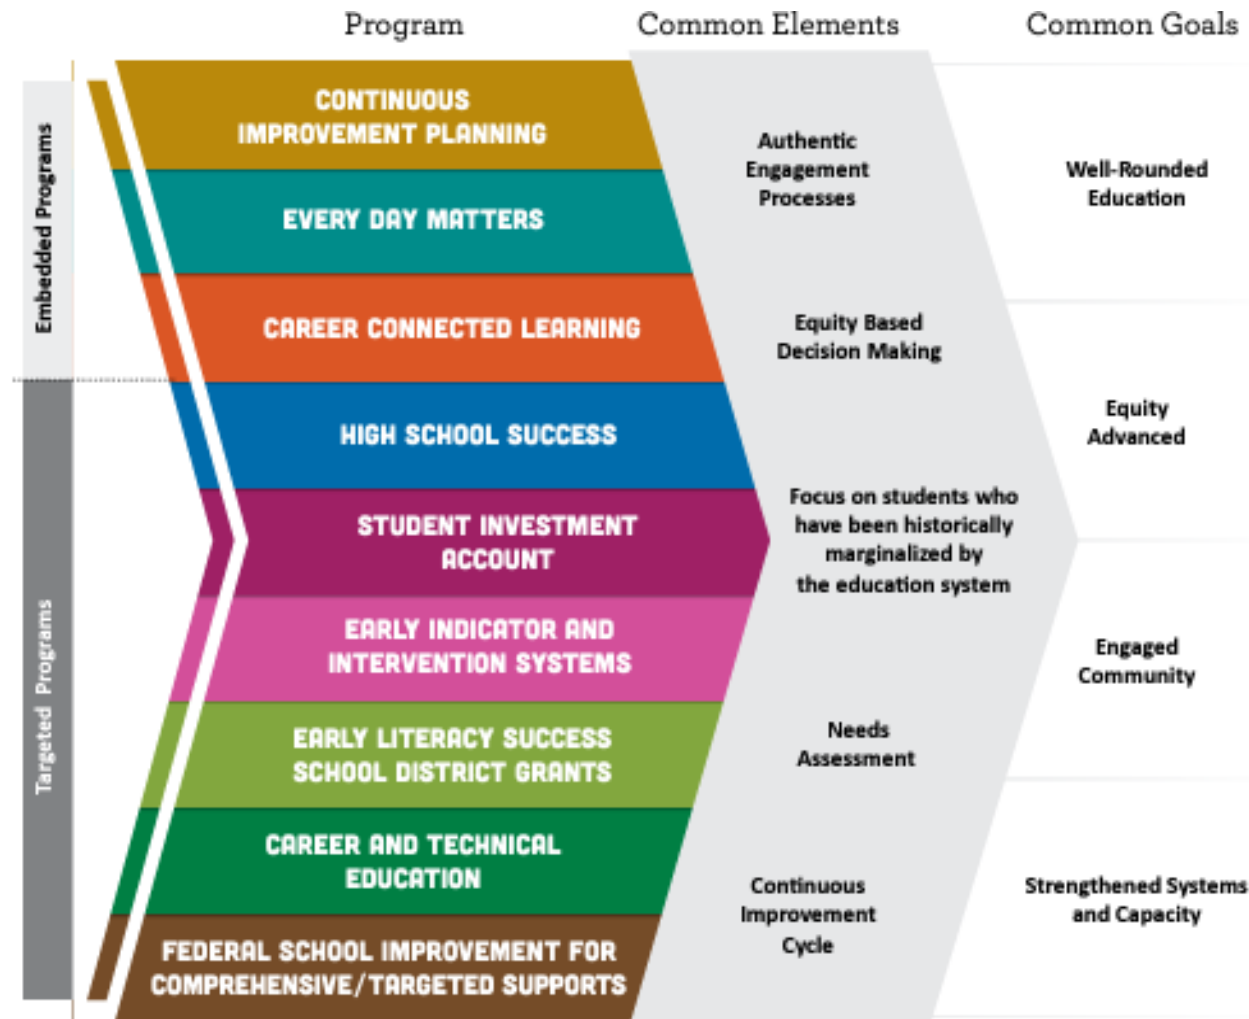 Program
Common Elements
Common Goals
Embedded Programs
Targeted Programs
CONTINUOUS
IMPROVEMENT PLANNING
EVERY DAY MATTERS
CAREER CONNECTED LEARNING
HIGH SCHOOL SUCCESS
STUDENT INVESTMENT
ACCOUNT
EARLY INDICATOR AND
INTERVENTION SYSTEMS
EARLY LITERACY SUCCESS
SCHOOL DISTRICT GRANTS
CAREER AND TECHNICAL
EDUCATION
FEDERAL SCHOOL IMPROVEMENT FOR
COMPREHENSIVE/TARGETED SUPPORTS
Authentic
Engagement
Processes
Equity Based
Decision Making
Focus on students who
have been historically
marginalized by
the education system
Needs
Assessment
Continuous
Improvement
Cycle
Well-Rounded
Education
Equity
Advanced
Engaged
Community
Strengthened Systems
and Capacity